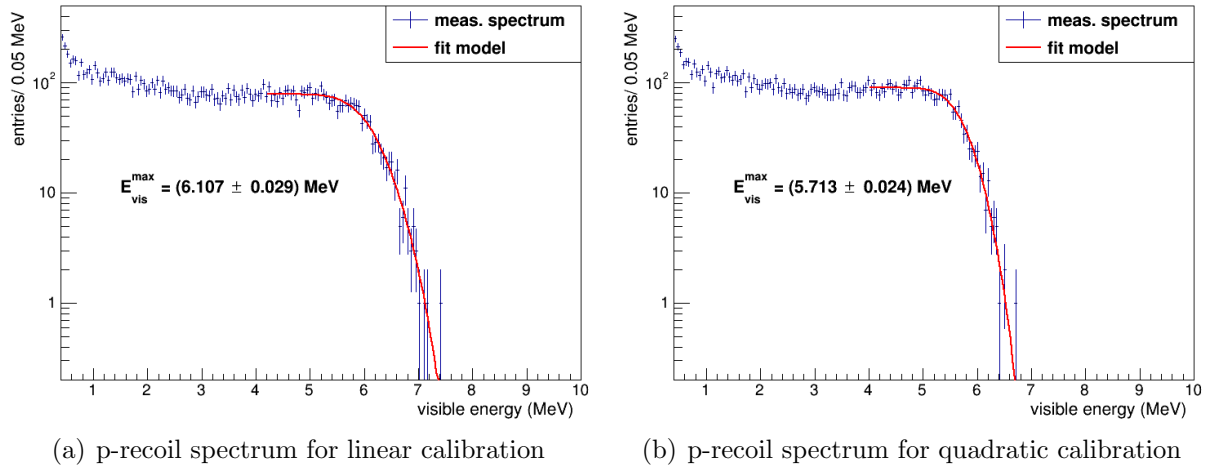 entries/ 0.05 MeV
10²
10
1
meas. spectrum
fit model
E_vis^max = (6.107 ± 0.029) MeV
1 2 3 4 5 6 7 8 9 10
visible energy (MeV)
(a) p-recoil spectrum for linear calibration
entries/ 0.05 MeV
10²
10
1
meas. spectrum
fit model
E_vis^max = (5.713 ± 0.024) MeV
1 2 3 4 5 6 7 8 9 10
visible energy (MeV)
(b) p-recoil spectrum for quadratic calibration